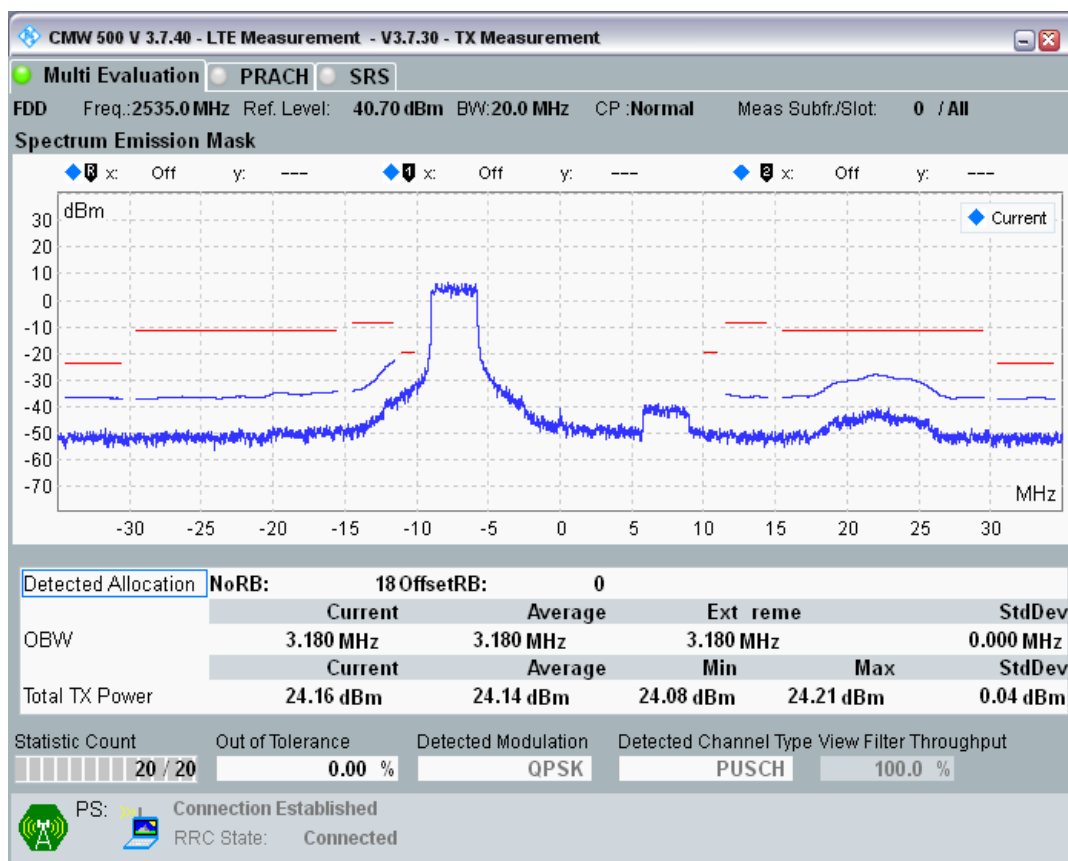 CMW 500 V 3.7.40 - LTE Measurement - V3.7.30 - TX Measurement
Multi Evaluation PRACH SRS
FDD Freq.:2535.0 MHz Ref. Level: 40.70 dBm BW:20.0 MHz CP :Normal Meas Subfr./Slot: 0 / All
Spectrum Emission Mask
R x: Off y: --- 1 x: Off y: --- 2 x: Off y: ---
dBm
Current
30
20
10
0
-10
-20
-30
-40
-50
-60
-70
MHz
-30 -25 -20 -15 -10 -5 0 5 10 15 20 25 30
Detected Allocation NoRB: 18 OffsetRB: 0
Current Average Ext reme StdDev
OBW 3.180 MHz 3.180 MHz 3.180 MHz 0.000 MHz
Current Average Min Max StdDev
Total TX Power 24.16 dBm 24.14 dBm 24.08 dBm 24.21 dBm 0.04 dBm
Statistic Count Out of Tolerance Detected Modulation Detected Channel Type View Filter Throughput
20 / 20 0.00 % QPSK PUSCH 100.0 %
PS: Connection Established
RRC State: Connected